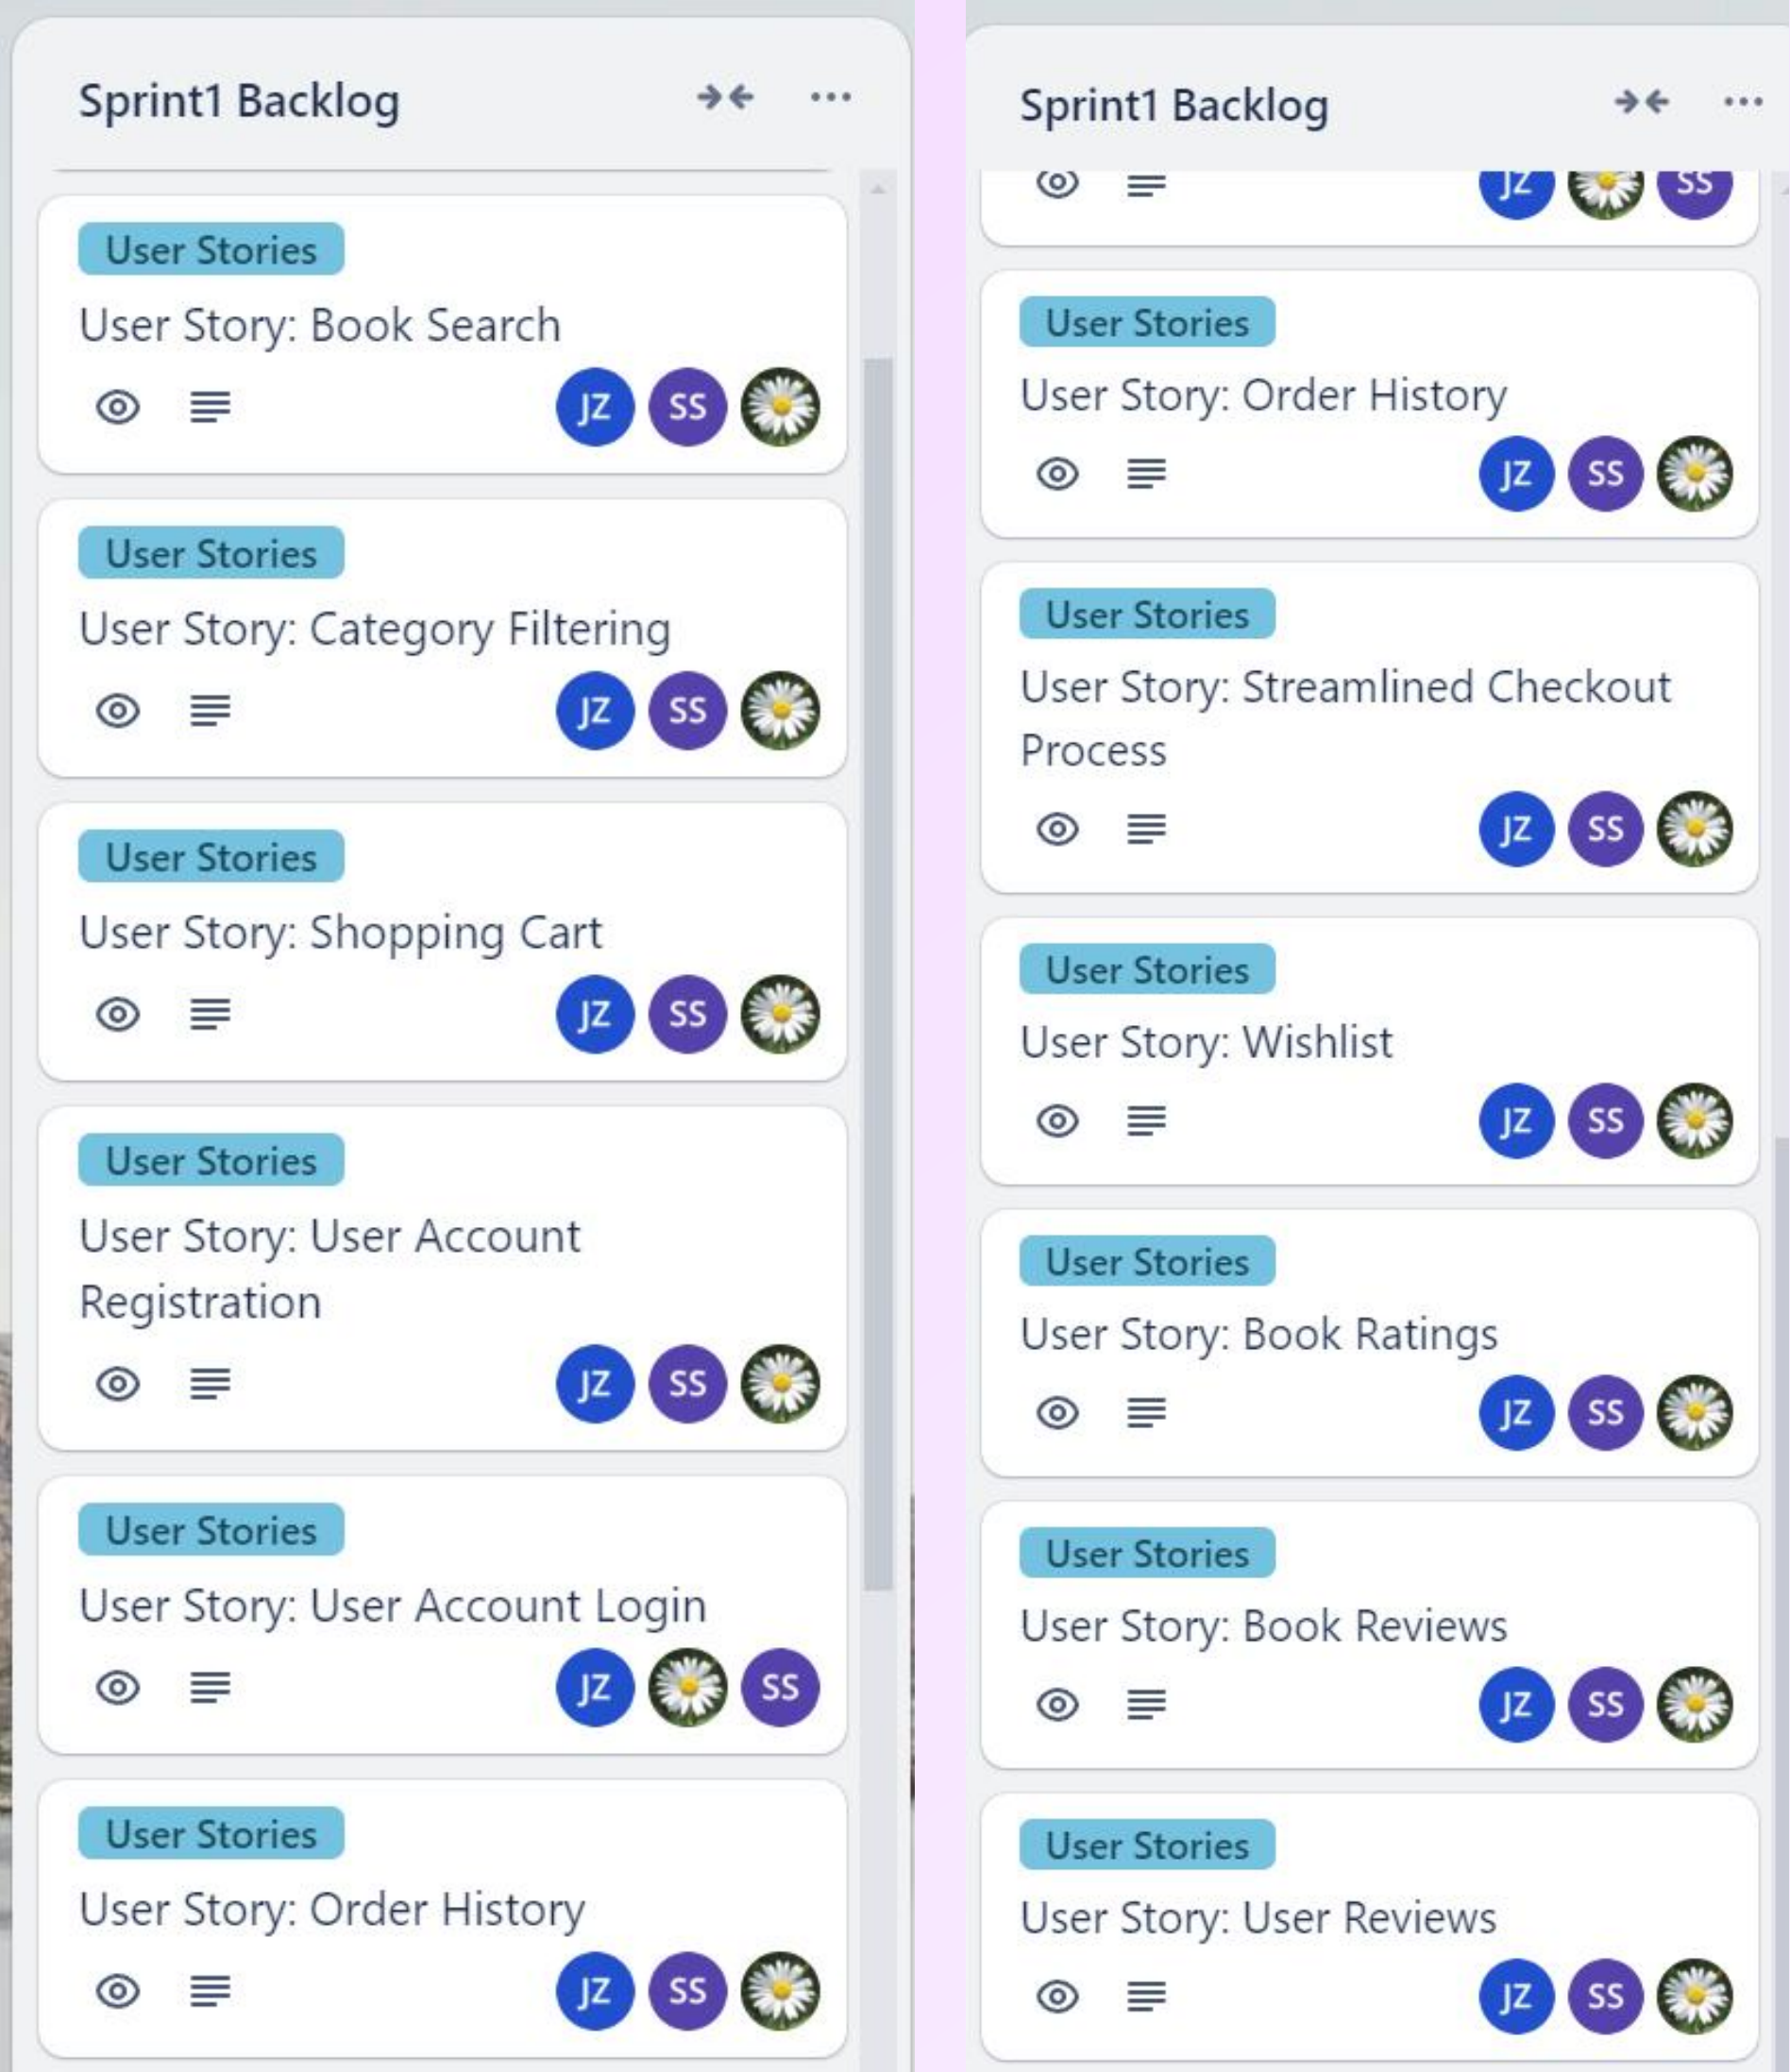 Sprint1 Backlog
User Stories
User Story: Book Search
JZ SS
User Stories
User Story: Category Filtering
JZ SS
User Stories
User Story: Shopping Cart
JZ SS
User Stories
User Story: User Account
Registration
JZ SS
User Stories
User Story: User Account Login
JZ SS
User Stories
User Story: Order History
JZ SS
Sprint1 Backlog
JZ SS
User Stories
User Story: Order History
JZ SS
User Stories
User Story: Streamlined Checkout
Process
JZ SS
User Stories
User Story: Wishlist
JZ SS
User Stories
User Story: Book Ratings
JZ SS
User Stories
User Story: Book Reviews
JZ SS
User Stories
User Story: User Reviews
JZ SS